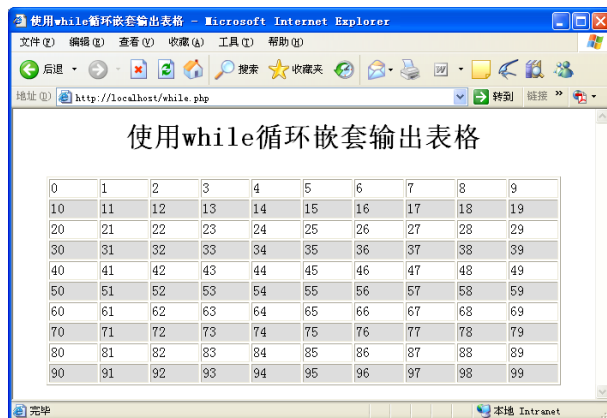 使用while循环嵌套输出表格 - Microsoft Internet Explorer
文件(F) 编辑(E) 查看(V) 收藏(A) 工具(T) 帮助(H)
后退 搜索 收藏夹
地址(D) http://localhost/while.php 转到 链接 »
使用while循环嵌套输出表格
0 1 2 3 4 5 6 7 8 9
10 11 12 13 14 15 16 17 18 19
20 21 22 23 24 25 26 27 28 29
30 31 32 33 34 35 36 37 38 39
40 41 42 43 44 45 46 47 48 49
50 51 52 53 54 55 56 57 58 59
60 61 62 63 64 65 66 67 68 69
70 71 72 73 74 75 76 77 78 79
80 81 82 83 84 85 86 87 88 89
90 91 92 93 94 95 96 97 98 99
完毕 本地 Intranet